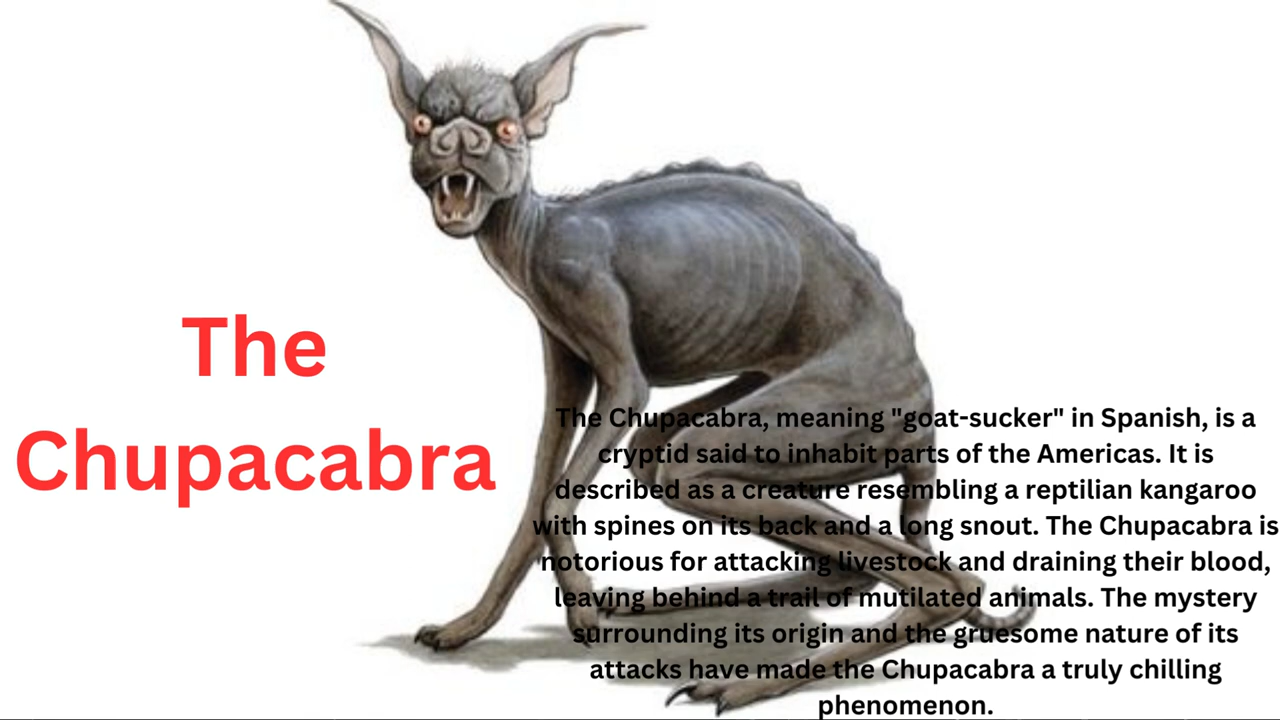 The
Chupacabra
The Chupacabra, meaning "goat-sucker" in Spanish, is a
cryptid said to inhabit parts of the Americas. It is
described as a creature resembling a reptilian kangaroo
with spines on its back and a long snout. The Chupacabra is
notorious for attacking livestock and draining their blood,
leaving behind a trail of mutilated animals. The mystery
surrounding its origin and the gruesome nature of its
attacks have made the Chupacabra a truly chilling
phenomenon.